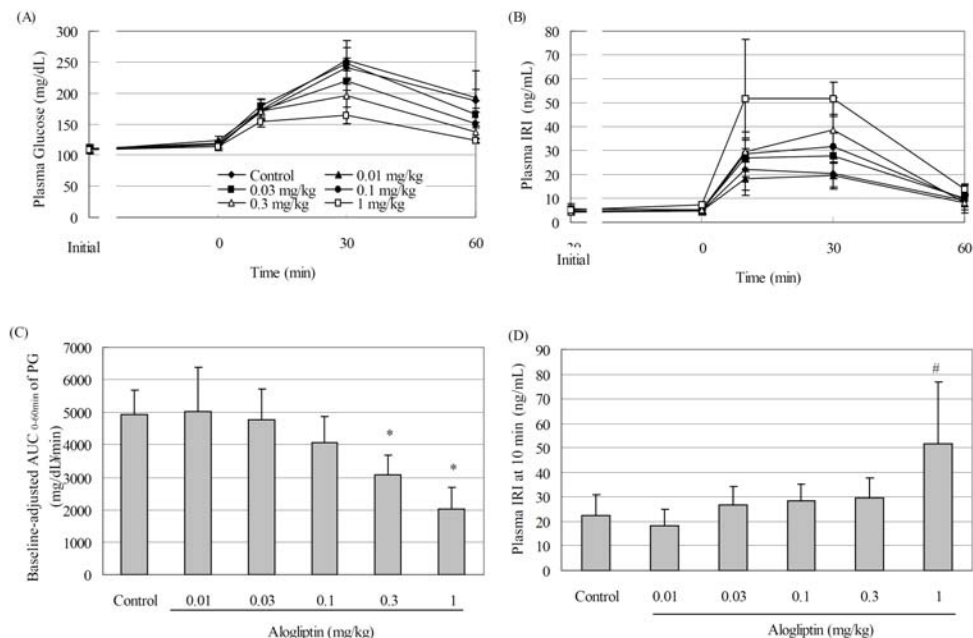 (A)
Plasma Glucose (mg/dL)
300
250
200
150
100
50
0
Control
0.01 mg/kg
0.03 mg/kg
0.1 mg/kg
0.3 mg/kg
1 mg/kg
Initial
0
30
60
Time (min)
(B)
Plasma IRI (ng/mL)
80
70
60
50
40
30
20
10
0
Initial
0
30
60
Time (min)
(C)
Baseline-adjusted AUC 0-60min of PG
(mg/dL/min)
7000
6000
5000
4000
3000
2000
1000
0
*
*
Control
0.01
0.03
0.1
0.3
1
Alogliptin (mg/kg)
(D)
Plasma IRI at 10 min (ng/mL)
90
80
70
60
50
40
30
20
10
0
#
Control
0.01
0.03
0.1
0.3
1
Alogliptin (mg/kg)